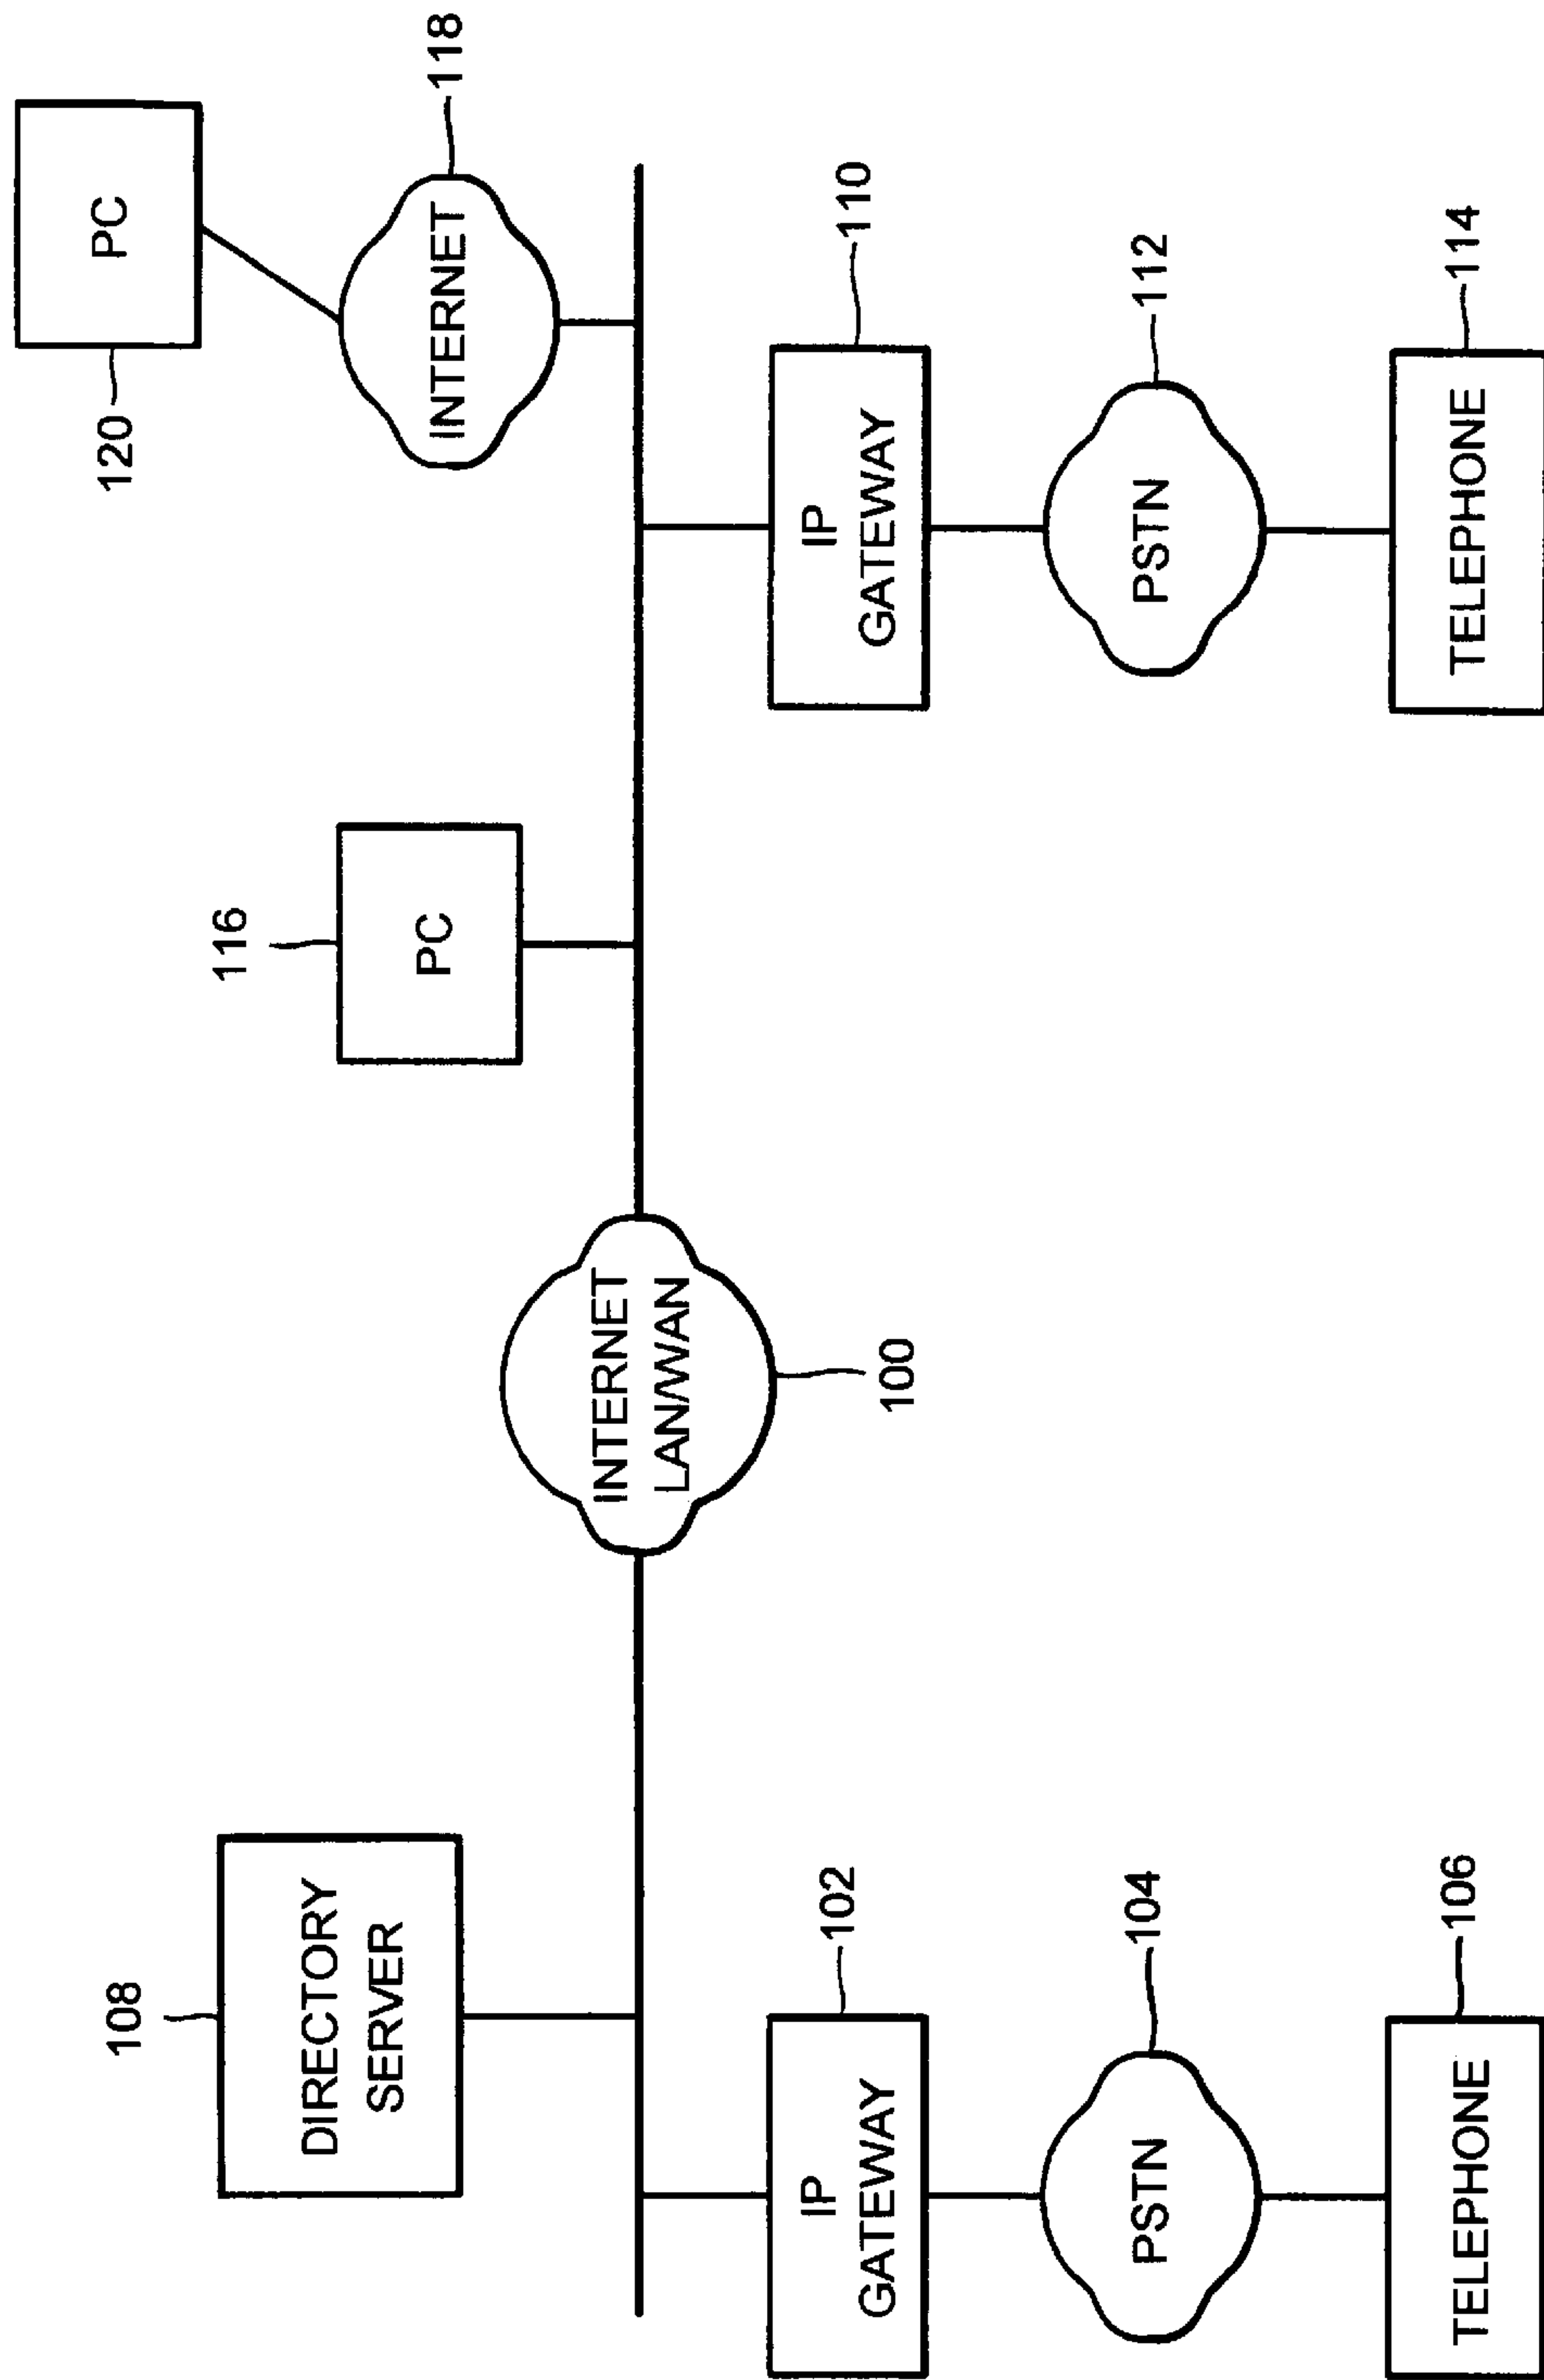 120
PC
INTERNET
118
116
PC
IP
GATEWAY
110
PSTN
112
TELEPHONE
114
INTERNET
LAN/WAN
100
108
DIRECTORY
SERVER
IP
GATEWAY
102
PSTN
104
TELEPHONE
106